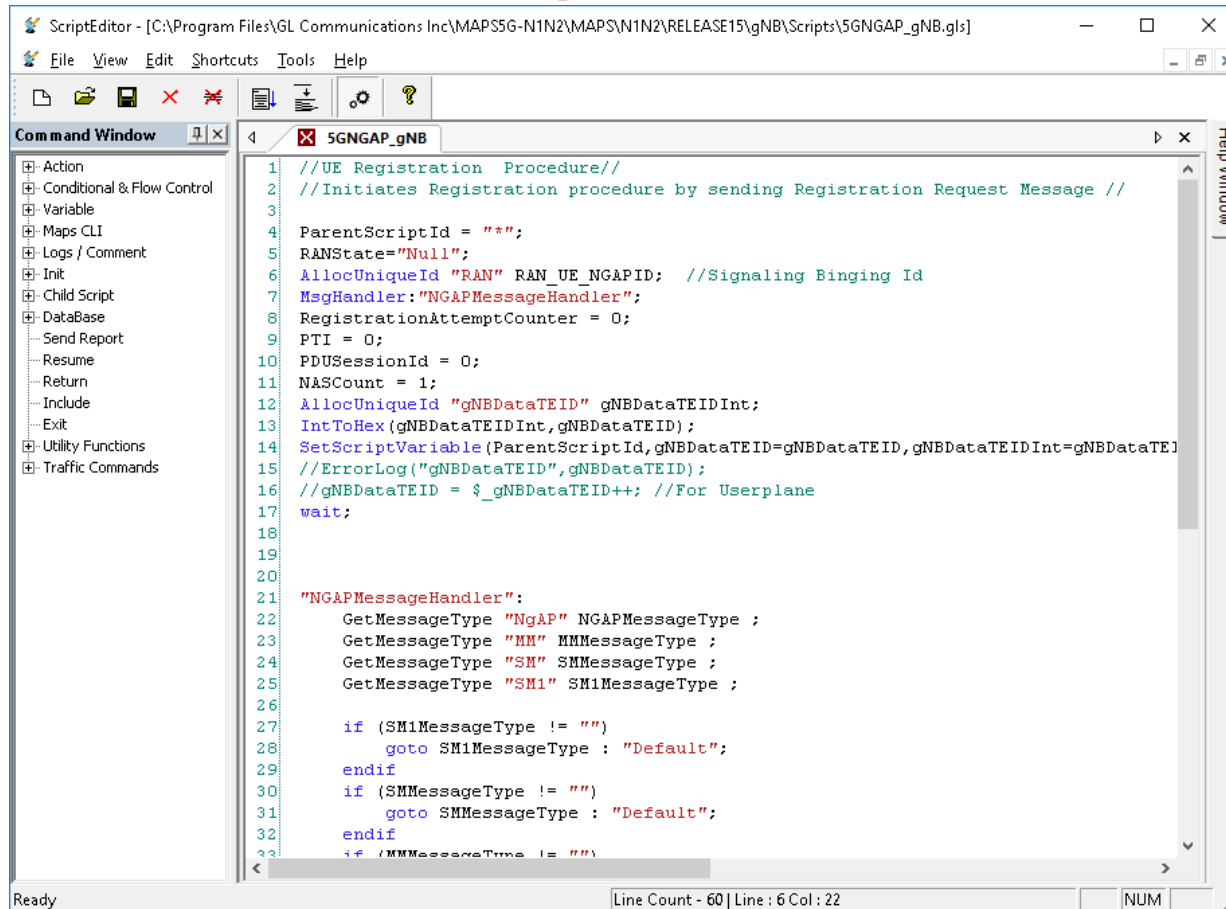 ScriptEditor - [C:\Program Files\GL Communications Inc\MAPS5G-N1N2\MAPS\N1N2\RELEASE15\gNB\Scripts\5GNGAP_gNB.gls]
File View Edit Shortcuts Tools Help
Command Window
Action
Conditional & Flow Control
Variable
Maps CLI
Logs / Comment
Init
Child Script
DataBase
Send Report
Resume
Return
Include
Exit
Utility Functions
Traffic Commands
5GNGAP_gNB
1 //UE Registration  Procedure//
2 //Initiates Registration procedure by sending Registration Request Message //
3
4 ParentScriptId = "*";
5 RANState="Null";
6 AllocUniqueId "RAN" RAN_UE_NGAPID;  //Signaling Binging Id
7 MsgHandler:"NGAPMessageHandler";
8 RegistrationAttemptCounter = 0;
9 PTI = 0;
10 PDUSessionId = 0;
11 NASCount = 1;
12 AllocUniqueId "gNBDataTEID" gNBDataTEIDInt;
13 IntToHex(gNBDataTEIDInt,gNBDataTEID);
14 SetScriptVariable(ParentScriptId,gNBDataTEID=gNBDataTEID,gNBDataTEIDInt=gNBDataTEI
15 //ErrorLog("gNBDataTEID",gNBDataTEID);
16 //gNBDataTEID = $_gNBDataTEID++; //For Userplane
17 wait;
18
19
20
21 "NGAPMessageHandler":
22     GetMessageType "NgAP" NGAPMessageType ;
23     GetMessageType "MM" MMMessageType ;
24     GetMessageType "SM" SMMessageType ;
25     GetMessageType "SM1" SM1MessageType ;
26
27     if (SM1MessageType != "")
28         goto SM1MessageType : "Default";
29     endif
30     if (SMMessageType != "")
31         goto SMMessageType : "Default";
32     endif
33     if (MMMessageType != "")
Help Window
Ready
Line Count - 60 | Line : 6 Col : 22
NUM